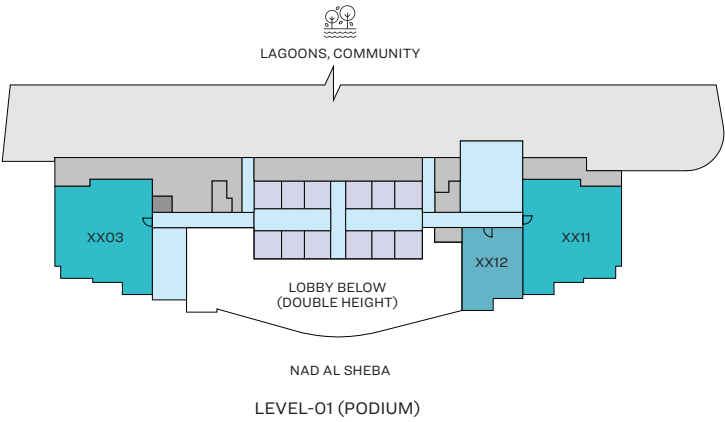 LAGOONS, COMMUNITY
XX03
XX11
XX12
LOBBY BELOW
(DOUBLE HEIGHT)
NAD AL SHEBA
LEVEL-01 (PODIUM)